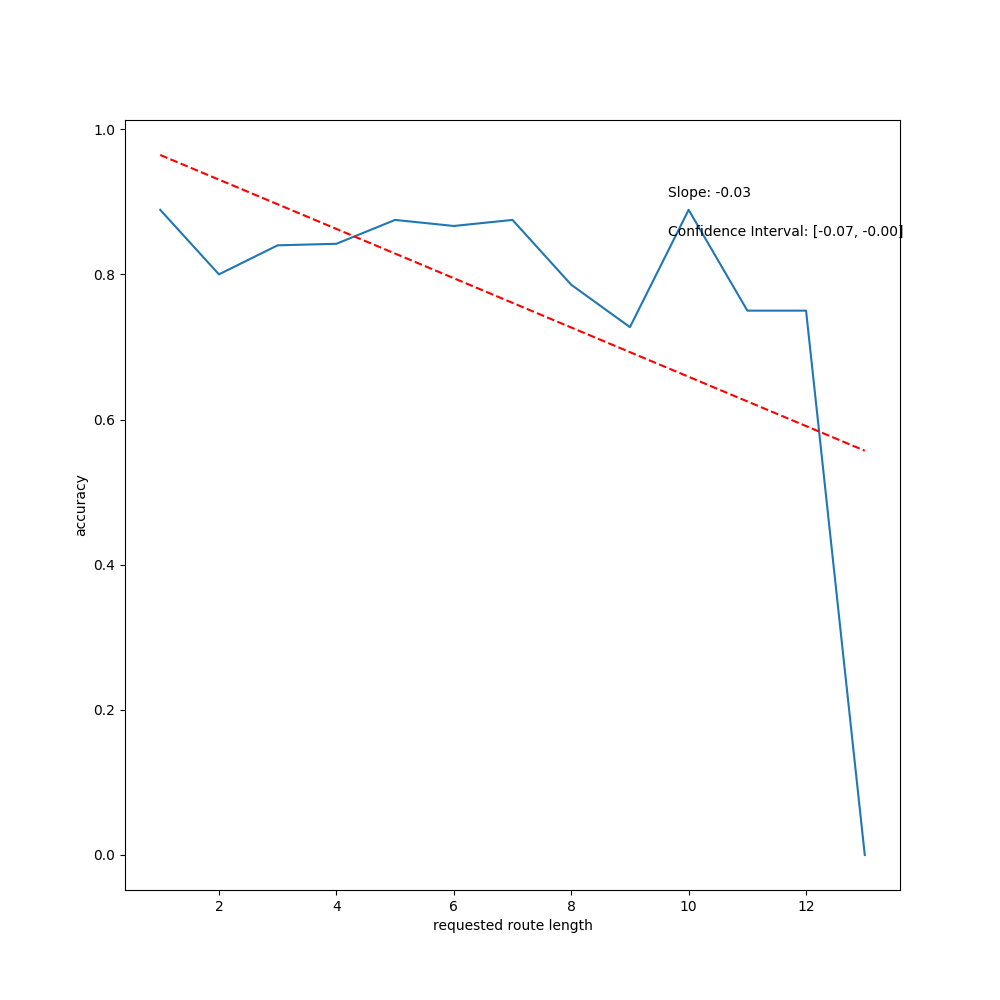 1.0
0.8
0.6
0.4
0.2
0.0
accuracy
Slope: -0.03
Confidence Interval: [-0.07, -0.00]
2 4 6 8 10 12
requested route length